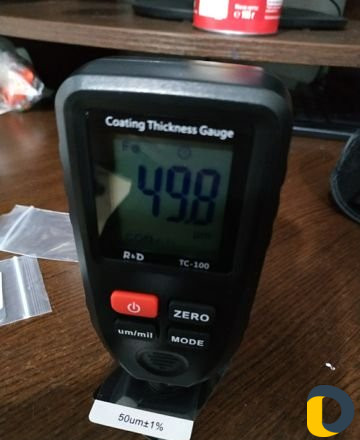 Coating Thickness Gauge
Fe
49.8
R&D TC-100
ZERO
um/mil MODE
50um±1%